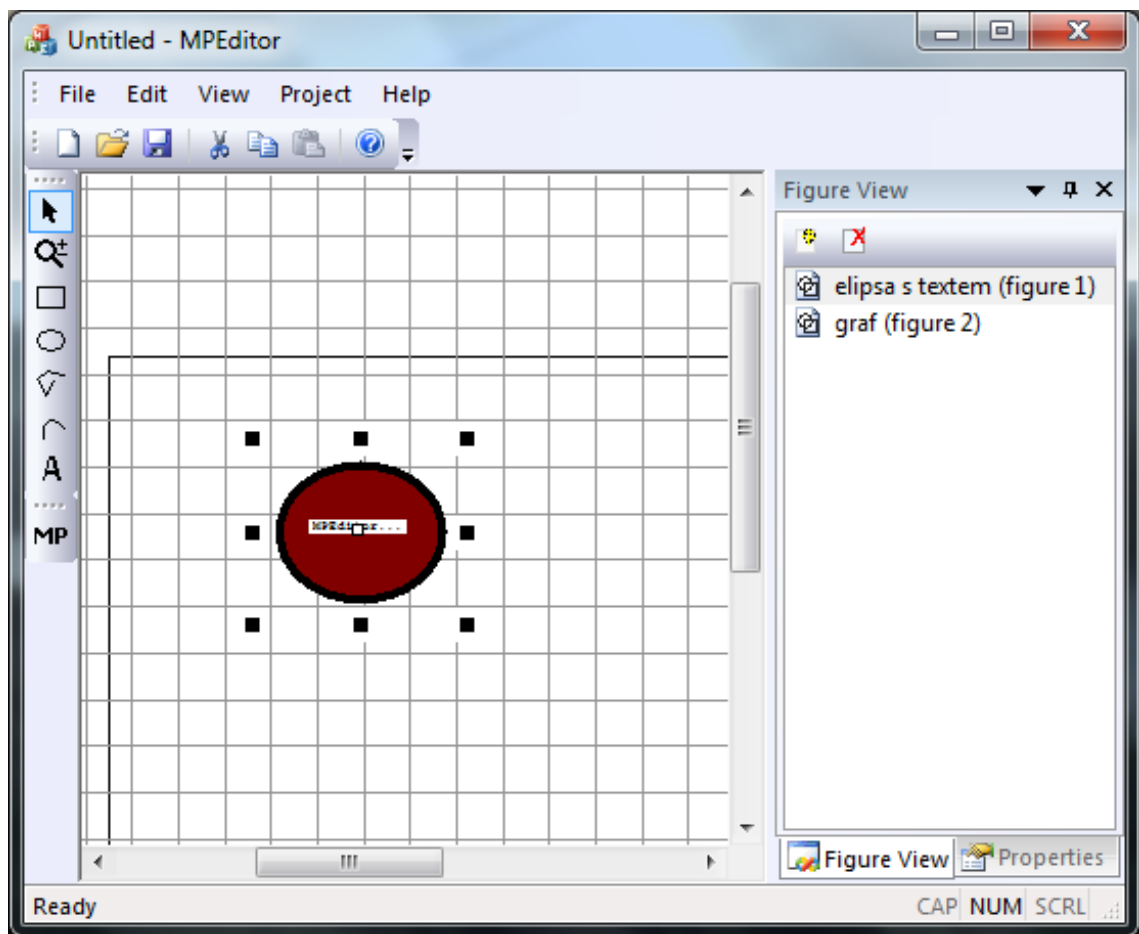 Untitled - MPEditor
File Edit View Project Help
Figure View
elipsa s textem (figure 1)
graf (figure 2)
A
MP
MPEditor...
Figure View Properties
Ready CAP NUM SCRL